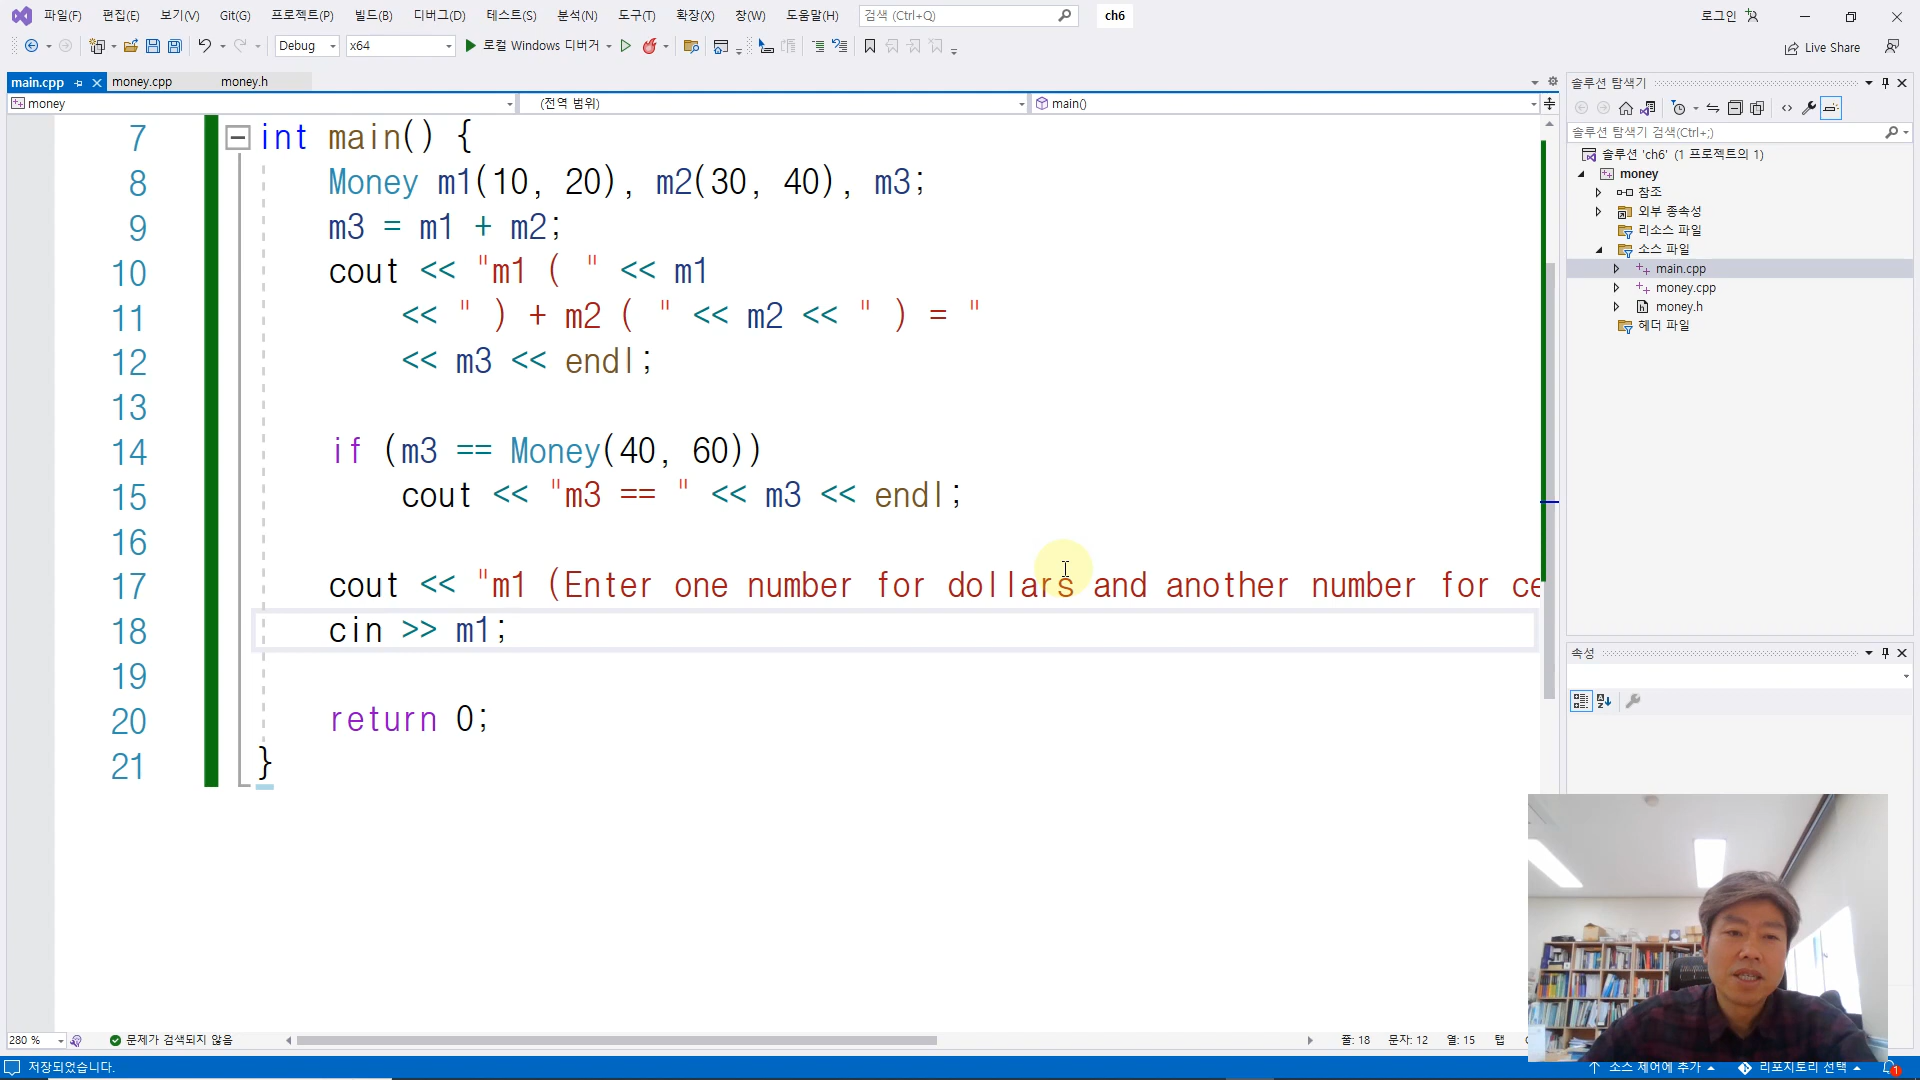 파일(F) 편집(E) 보기(V) Git(G) 프로젝트(P) 빌드(B) 디버그(D) 테스트(S) 분석(N) 도구(T) 확장(X) 창(W) 도움말(H) 검색 (Ctrl+Q) ch6 로그인
Debug x64 로컬 Windows 디버거 Live Share
main.cpp money.cpp money.h
money (전역 범위) main()
7 int main() {
8 Money m1(10, 20), m2(30, 40), m3;
9 m3 = m1 + m2;
10 cout << "m1 ( " << m1
11 << " ) + m2 ( " << m2 << " ) = "
12 << m3 << endl;
13
14 if (m3 == Money(40, 60))
15 cout << "m3 == " << m3 << endl;
16
17 cout << "m1 (Enter one number for dollars and another number for ce
18 cin >> m1;
19
20 return 0;
21 }
솔루션 탐색기
솔루션 탐색기 검색(Ctrl+;)
솔루션 'ch6' (1 프로젝트의 1)
money
참조
외부 종속성
리소스 파일
소스 파일
main.cpp
money.cpp
money.h
헤더 파일
속성
280 % 문제가 검색되지 않음 줄: 18 문자: 12 열: 15 탭
저장되었습니다. 소스 제어에 추가 리포지토리 선택 1